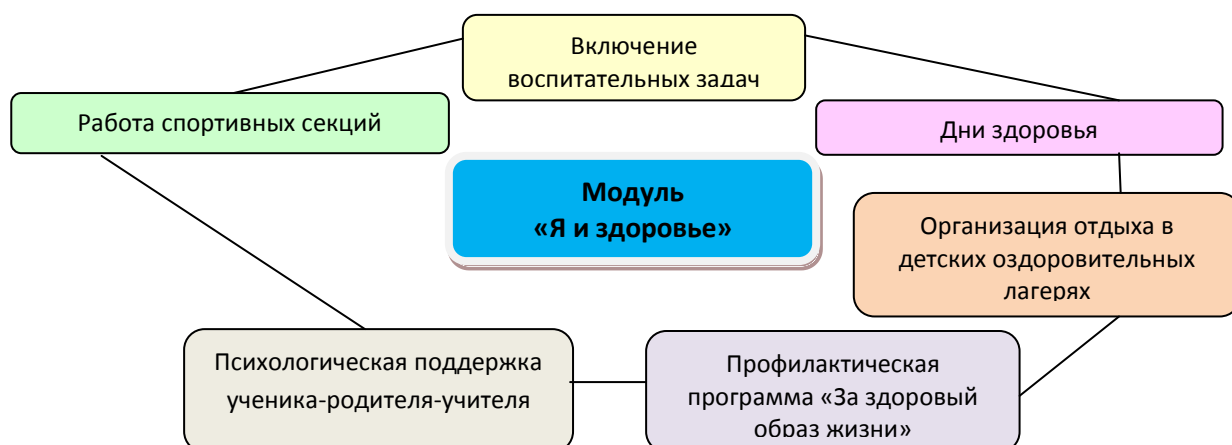 Включение
воспитательных задач
Работа спортивных секций
Дни здоровья
Модуль
«Я и здоровье»
Организация отдыха в
детских оздоровительных
лагерях
Психологическая поддержка
ученика-родителя-учителя
Профилактическая
программа «За здоровый
образ жизни»